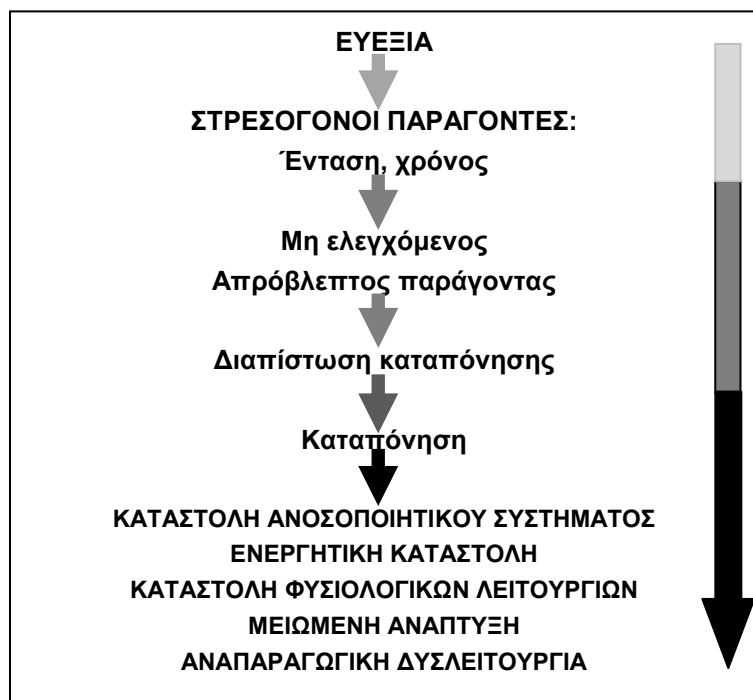 ΕΥΕΞΙΑ
ΣΤΡΕΣΟΓΟΝΟΙ ΠΑΡΑΓΟΝΤΕΣ:
Ένταση, χρόνος
Μη ελεγχόμενος
Απρόβλεπτος παράγοντας
Διαπίστωση καταπόνησης
Καταπόνηση
ΚΑΤΑΣΤΟΛΗ ΑΝΟΣΟΠΟΙΗΤΙΚΟΥ ΣΥΣΤΗΜΑΤΟΣ
ΕΝΕΡΓΗΤΙΚΗ ΚΑΤΑΣΤΟΛΗ
ΚΑΤΑΣΤΟΛΗ ΦΥΣΙΟΛΟΓΙΚΩΝ ΛΕΙΤΟΥΡΓΙΩΝ
ΜΕΙΩΜΕΝΗ ΑΝΑΠΤΥΞΗ
ΑΝΑΠΑΡΑΓΩΓΙΚΗ ΔΥΣΛΕΙΤΟΥΡΓΙΑ